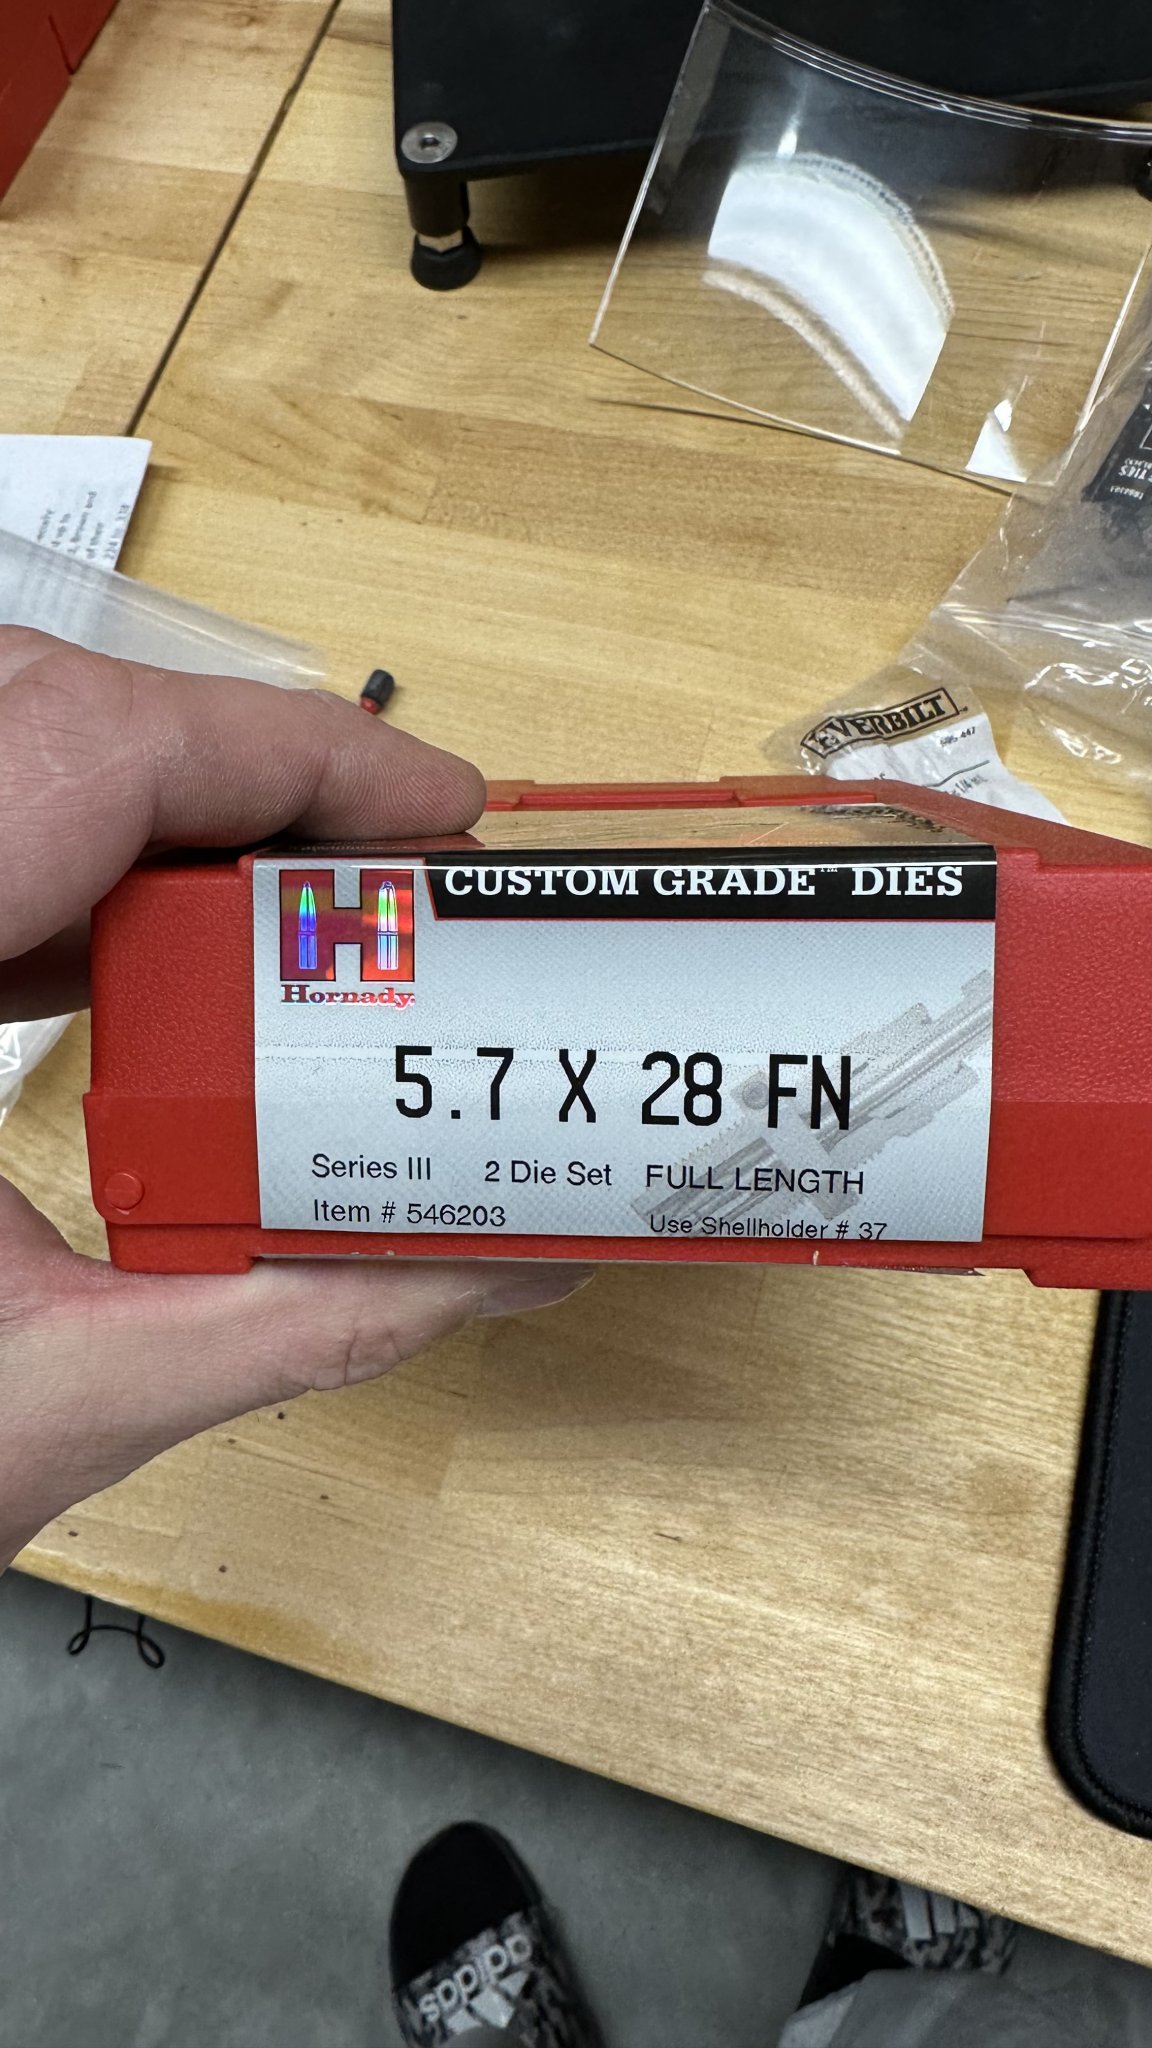 EVERBILT
CUSTOM GRADE™ DIES
H
Hornady
5.7 X 28 FN
Series III 2 Die Set FULL LENGTH
Item # 546203
Use Shellholder # 37
adidas